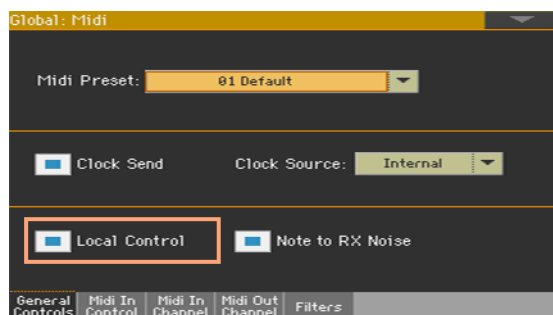 Global: Midi
Midi Preset: 01 Default
Clock Send Clock Source: Internal
Local Control Note to RX Noise
General Controls Midi In Control Midi In Channel Midi Out Channel Filters